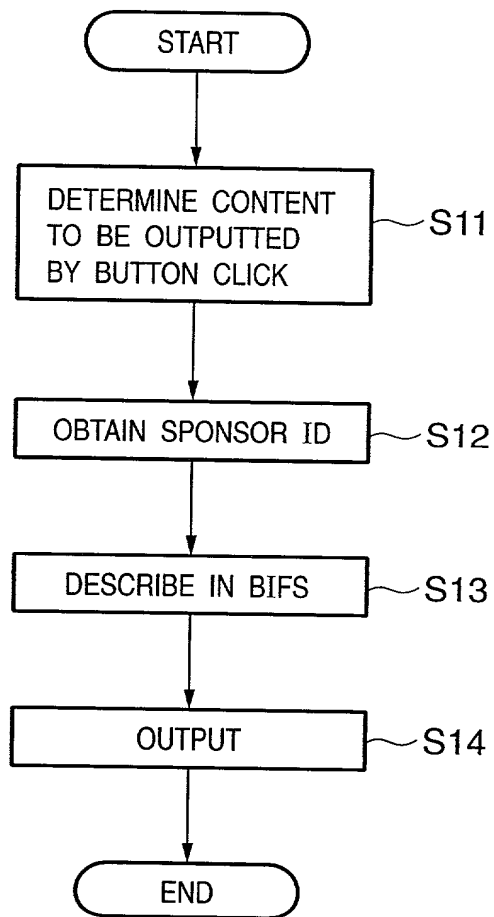 START
DETERMINE CONTENT
TO BE OUTPUTTED
BY BUTTON CLICK
S11
OBTAIN SPONSOR ID
S12
DESCRIBE IN BIFS
S13
OUTPUT
S14
END